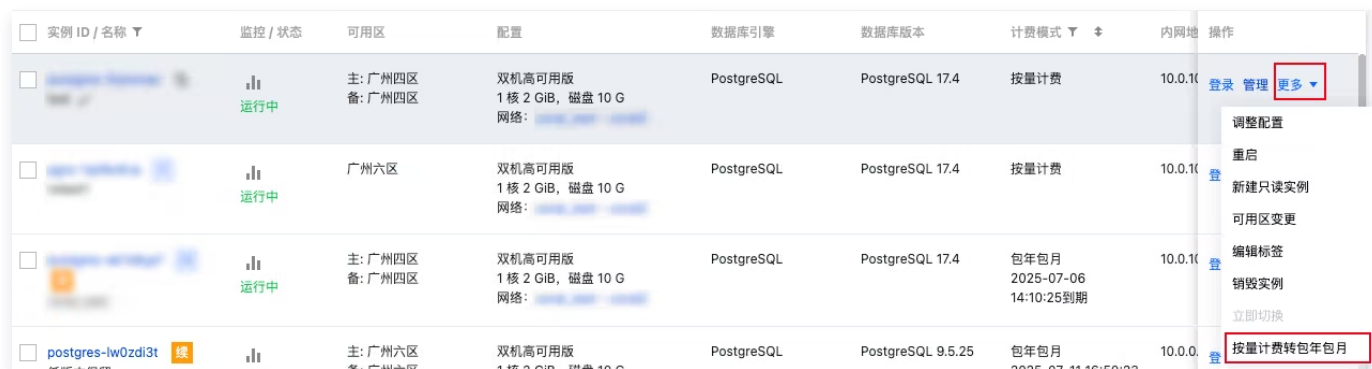 实例 ID / 名称 监控 / 状态 可用区 配置 数据库引擎 数据库版本 计费模式 内网地 操作
主: 广州四区 双机高可用版 PostgreSQL PostgreSQL 17.4 按量计费 10.0.10 登录 管理 更多
备: 广州四区 1 核 2 GiB, 磁盘 10 G
运行中 网络:
调整配置
重启
广州六区 双机高可用版 PostgreSQL PostgreSQL 17.4 按量计费 10.0.10 登
1 核 2 GiB, 磁盘 10 G 新建只读实例
运行中 网络:
可用区变更
编辑标签
主: 广州四区 双机高可用版 PostgreSQL PostgreSQL 17.4 包年包月 10.0.10 登
备: 广州四区 1 核 2 GiB, 磁盘 10 G 2025-07-06 销毁实例
运行中 网络: 14:10:25到期
立即切换
postgres-lw0zdi3t 续 主: 广州六区 双机高可用版 PostgreSQL PostgreSQL 9.5.25 包年包月 10.0.0. 登 按量计费转包年包月